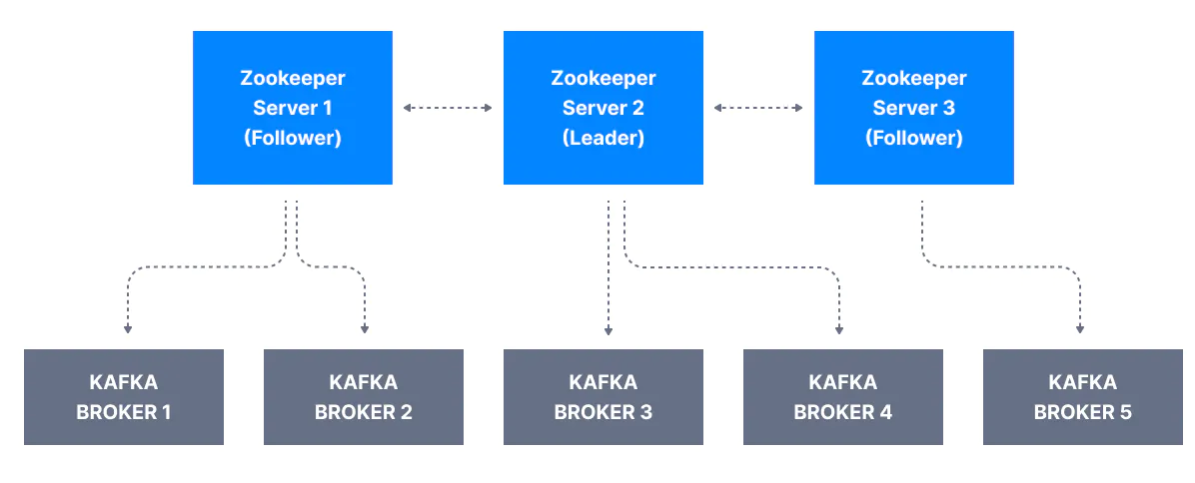 Zookeeper
Server 1
(Follower)
Zookeeper
Server 2
(Leader)
Zookeeper
Server 3
(Follower)
KAFKA
BROKER 1
KAFKA
BROKER 2
KAFKA
BROKER 3
KAFKA
BROKER 4
KAFKA
BROKER 5